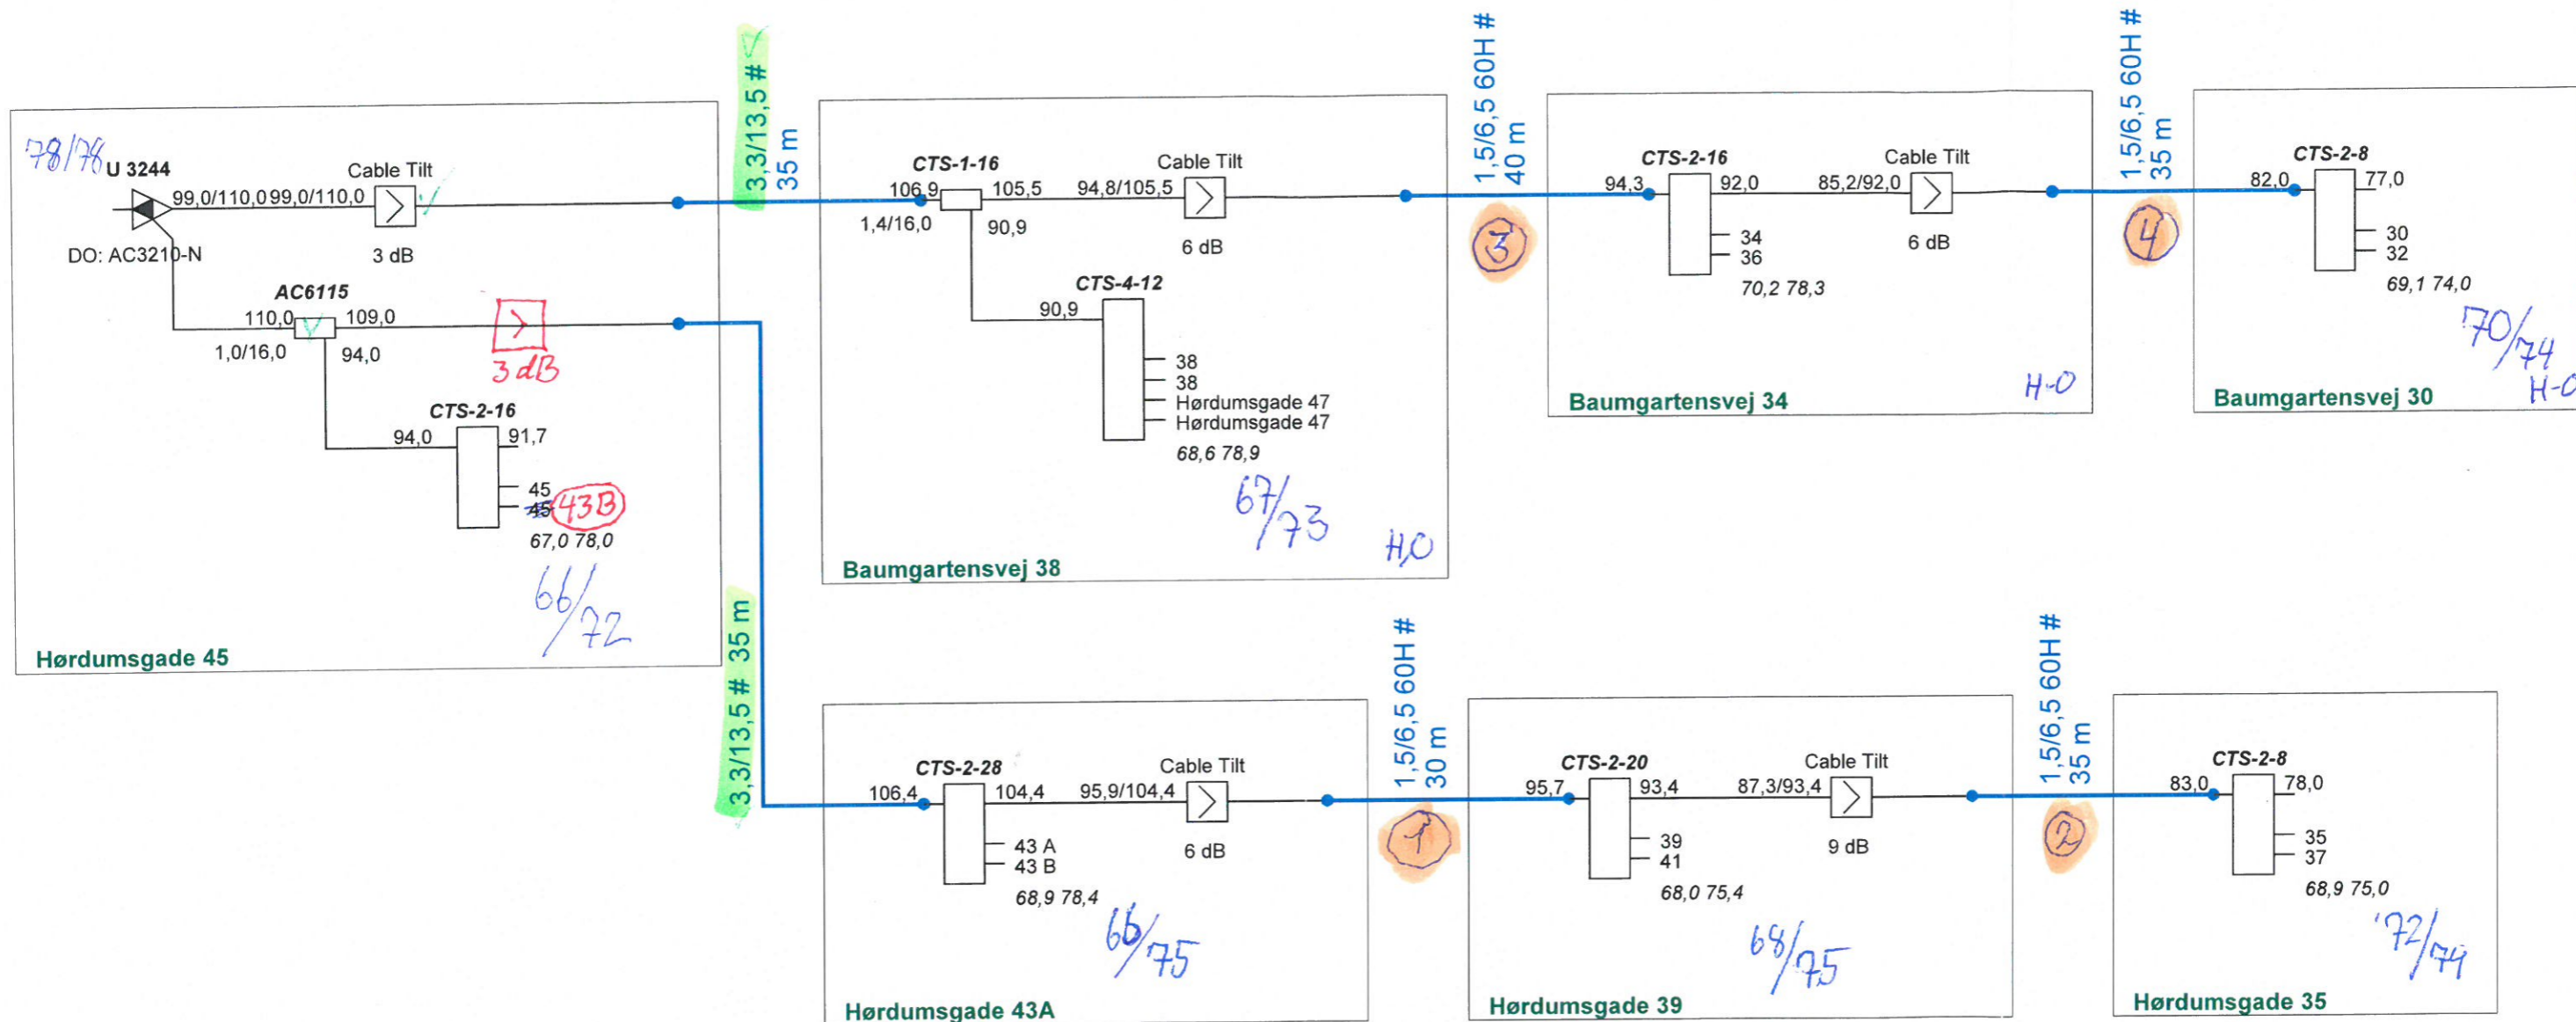 78/78
U 3244
99,0/110,0 99,0/110,0
Cable Tilt
3 dB
DO: AC3210-N
AC6115
110,0 109,0
1,0/16,0 94,0
3 dB
CTS-2-16
94,0 91,7
45
45 43B
67,0 78,0
66/72
Hørdumsgade 45
3,3/13,5 #
35 m
CTS-1-16
106,9 105,5
1,4/16,0 90,9
94,8/105,5
Cable Tilt
6 dB
CTS-4-12
90,9
38
38
Hørdumsgade 47
Hørdumsgade 47
68,6 78,9
67/73
H,O
Baumgartensvej 38
1,5/6,5 60H #
40 m
3
CTS-2-16
94,3 92,0
34
36
70,2 78,3
85,2/92,0
Cable Tilt
6 dB
H-O
Baumgartensvej 34
1,5/6,5 60H #
35 m
4
CTS-2-8
82,0 77,0
30
32
69,1 74,0
70/74
H-O
Baumgartensvej 30
3,3/13,5 # 35 m
CTS-2-28
106,4 104,4
43 A
43 B
68,9 78,4
95,9/104,4
Cable Tilt
6 dB
66/75
Hørdumsgade 43A
1,5/6,5 60H #
30 m
1
CTS-2-20
95,7 93,4
39
41
68,0 75,4
87,3/93,4
Cable Tilt
9 dB
68/75
Hørdumsgade 39
1,5/6,5 60H #
35 m
2
CTS-2-8
83,0 78,0
35
37
68,9 75,0
72/74
Hørdumsgade 35